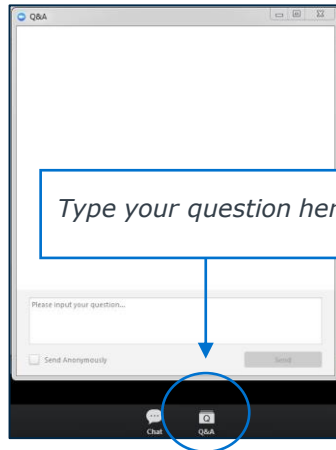 Q&A
Type your question her
Please input your question...
Send Anonymously
Send
Chat
Q&A